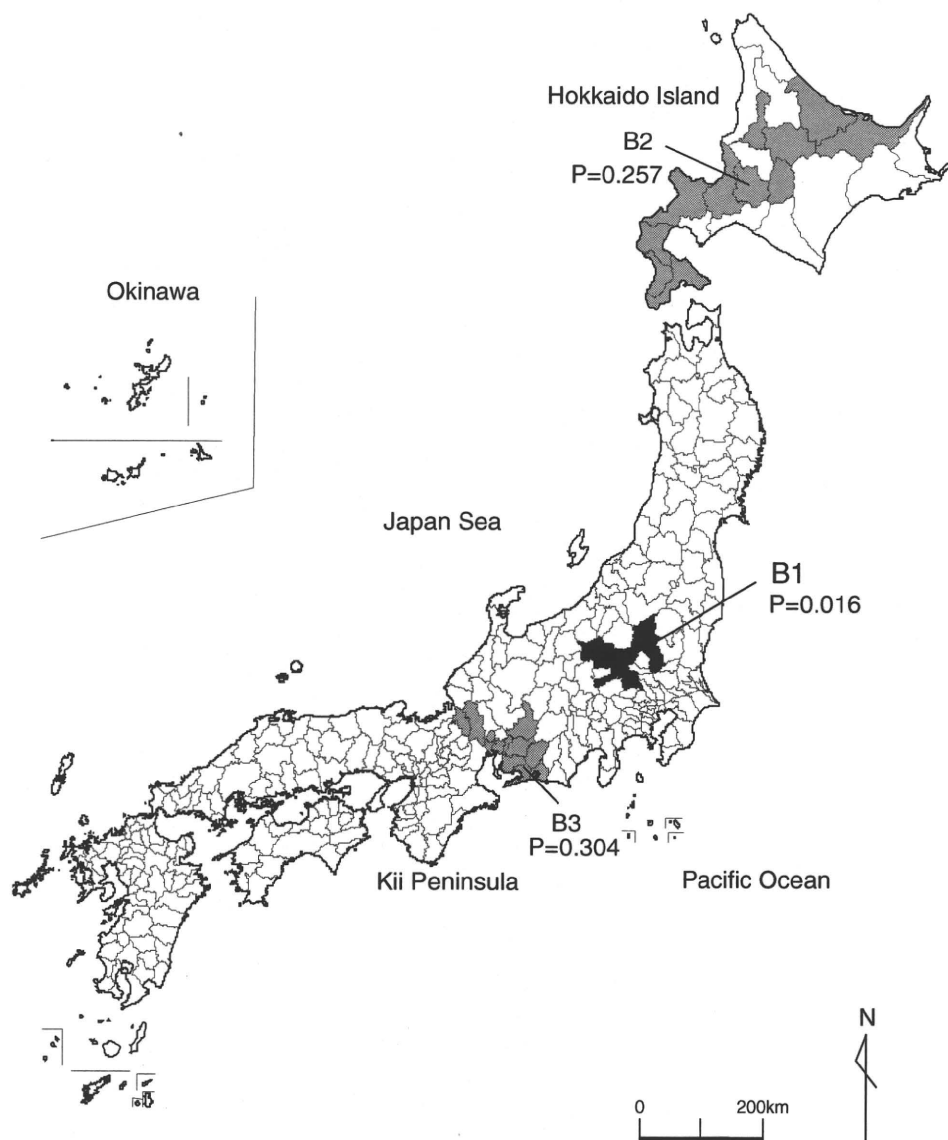 Hokkaido Island
B2
P=0.257
Okinawa
Japan Sea
B1
P=0.016
B3
P=0.304
Kii Peninsula
Pacific Ocean
N
0 200km